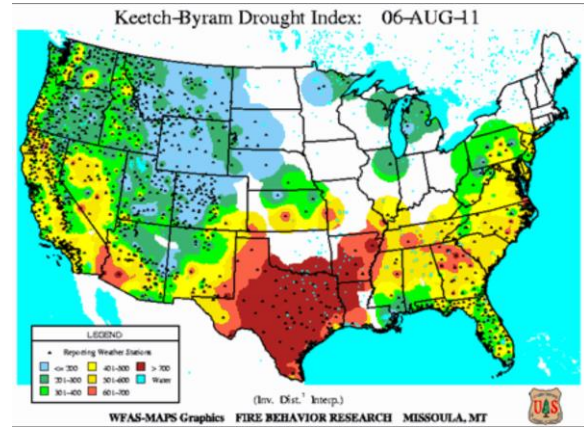 Keetch-Byram Drought Index: 06-AUG-11
LEGEND
Reporting Weather Stations
<= 200 401-500 > 700
201-300 501-600 Water
301-400 601-700
(Inv. Dist.² Interp.)
WFAS-MAPS Graphics FIRE BEHAVIOR RESEARCH MISSOULA, MT
UAS